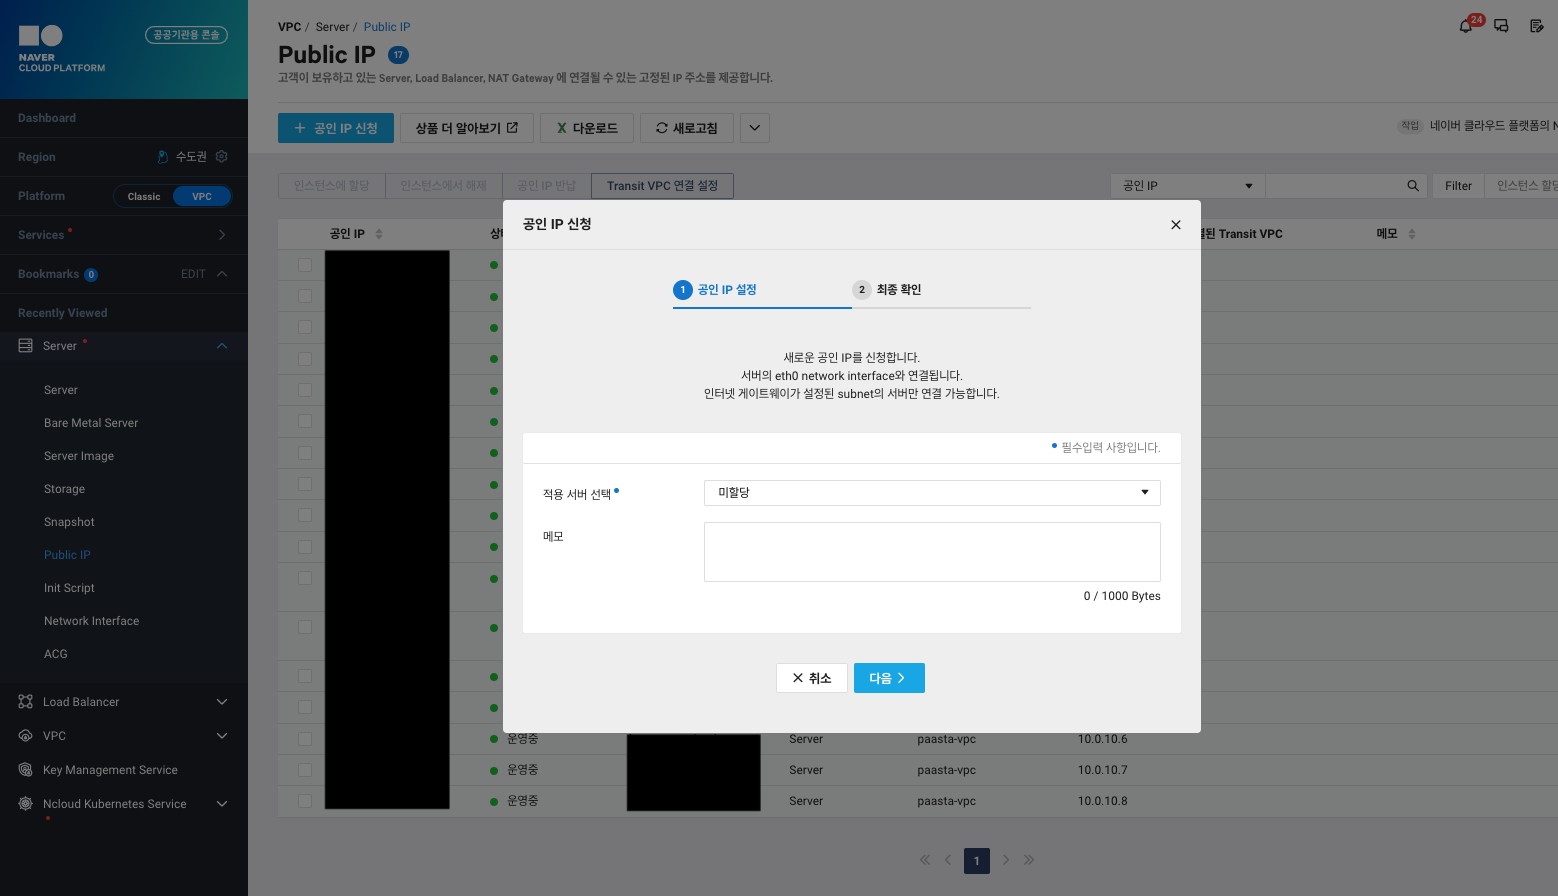 NAVER
CLOUD PLATFORM
공공기관용 콘솔
Dashboard
Region
수도권
Platform
Classic
VPC
Services
Bookmarks 0
EDIT
Recently Viewed
Server
Server
Bare Metal Server
Server Image
Storage
Snapshot
Public IP
Init Script
Network Interface
ACG
Load Balancer
VPC
Key Management Service
Ncloud Kubernetes Service
VPC / Server / Public IP
24
Public IP 17
고객이 보유하고 있는 Server, Load Balancer, NAT Gateway 에 연결될 수 있는 고정된 IP 주소를 제공합니다.
+ 공인 IP 신청
상품 더 알아보기
X 다운로드
새로고침
작업 네이버 클라우드 플랫폼의
인스턴스에 할당
인스턴스에서 해제
공인 IP 반납
Transit VPC 연결 설정
공인 IP
Filter
인스턴스
공인 IP
Transit VPC
메모
공인 IP 신청
1 공인 IP 설정
2 최종 확인
새로운 공인 IP를 신청합니다.
서버의 eth0 network interface와 연결됩니다.
인터넷 게이트웨이가 설정된 subnet의 서버만 연결 가능합니다.
필수입력 사항입니다.
적용 서버 선택
미할당
메모
0 / 1000 Bytes
취소
다음
운영중 Server paasta-vpc 10.0.10.6
운영중 Server paasta-vpc 10.0.10.7
운영중 Server paasta-vpc 10.0.10.8
1